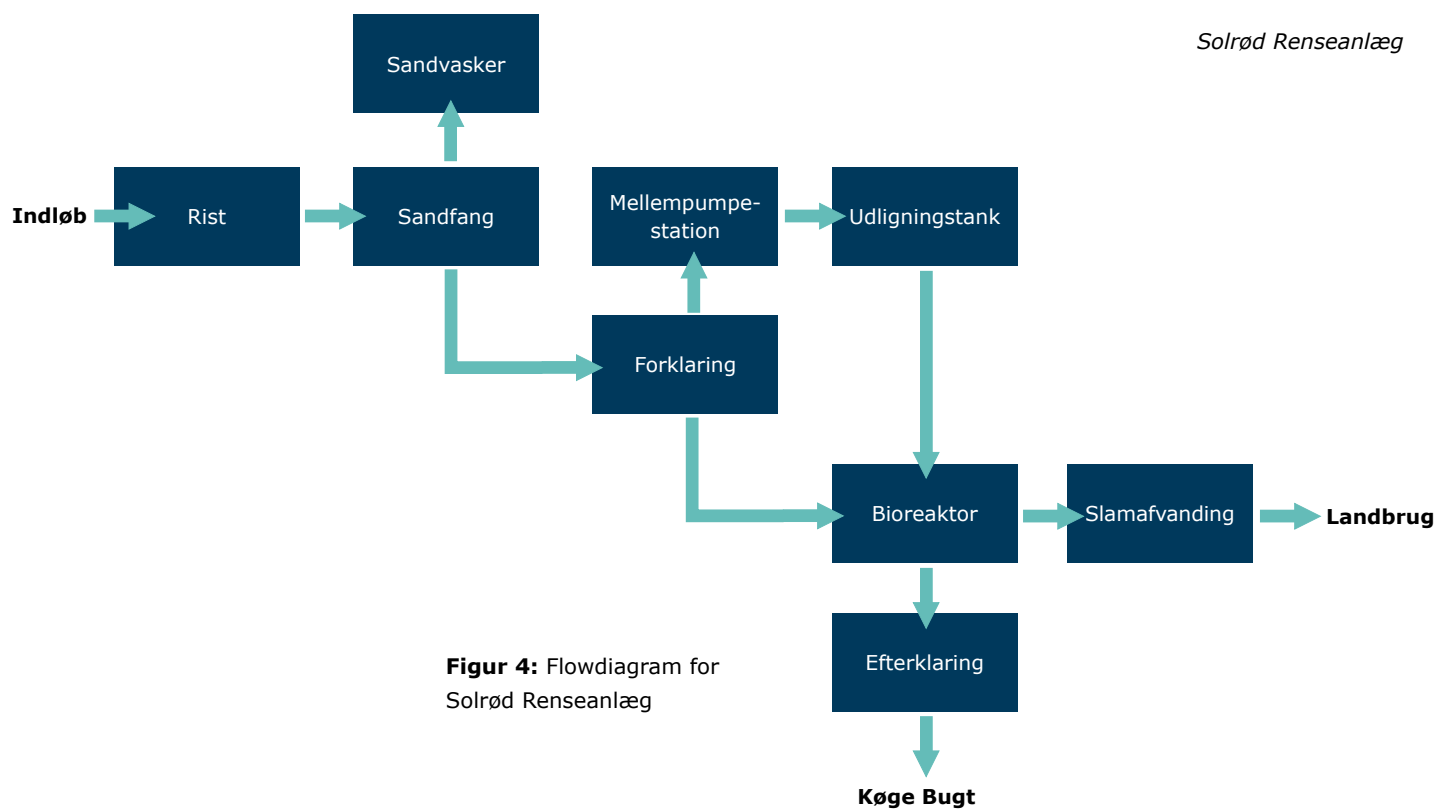 Solrød Renseanlæg
Sandvasker
Indløb
Rist
Sandfang
Mellempumpe-
station
Udligningstank
Forklaring
Bioreaktor
Slamafvanding
Landbrug
Efterklaring
Figur 4: Flowdiagram for
Solrød Renseanlæg
Køge Bugt